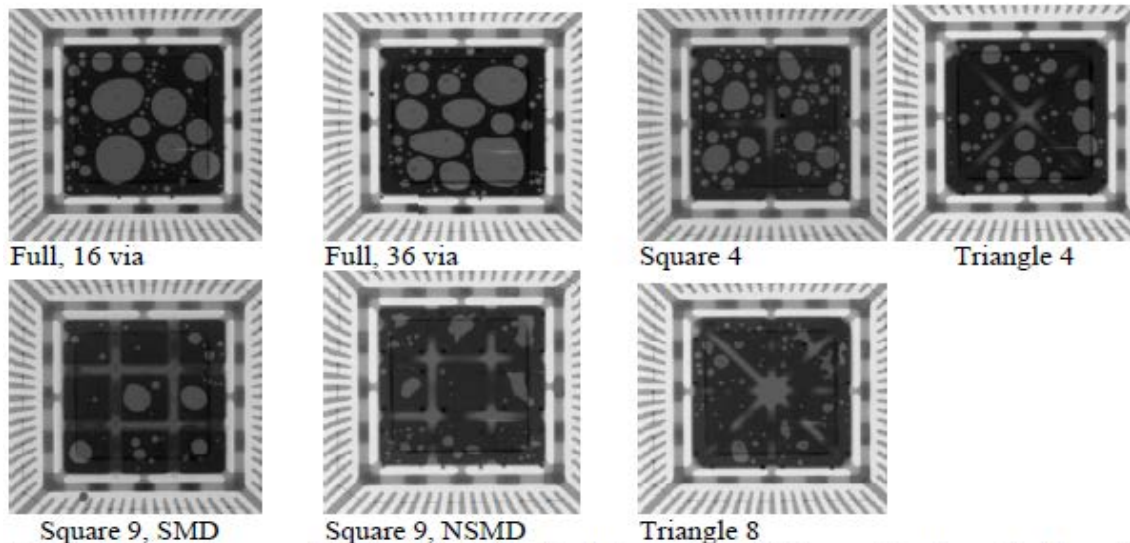 Full, 16 via
Full, 36 via
Square 4
Triangle 4
Square 9, SMD
Square 9, NSMD
Triangle 8